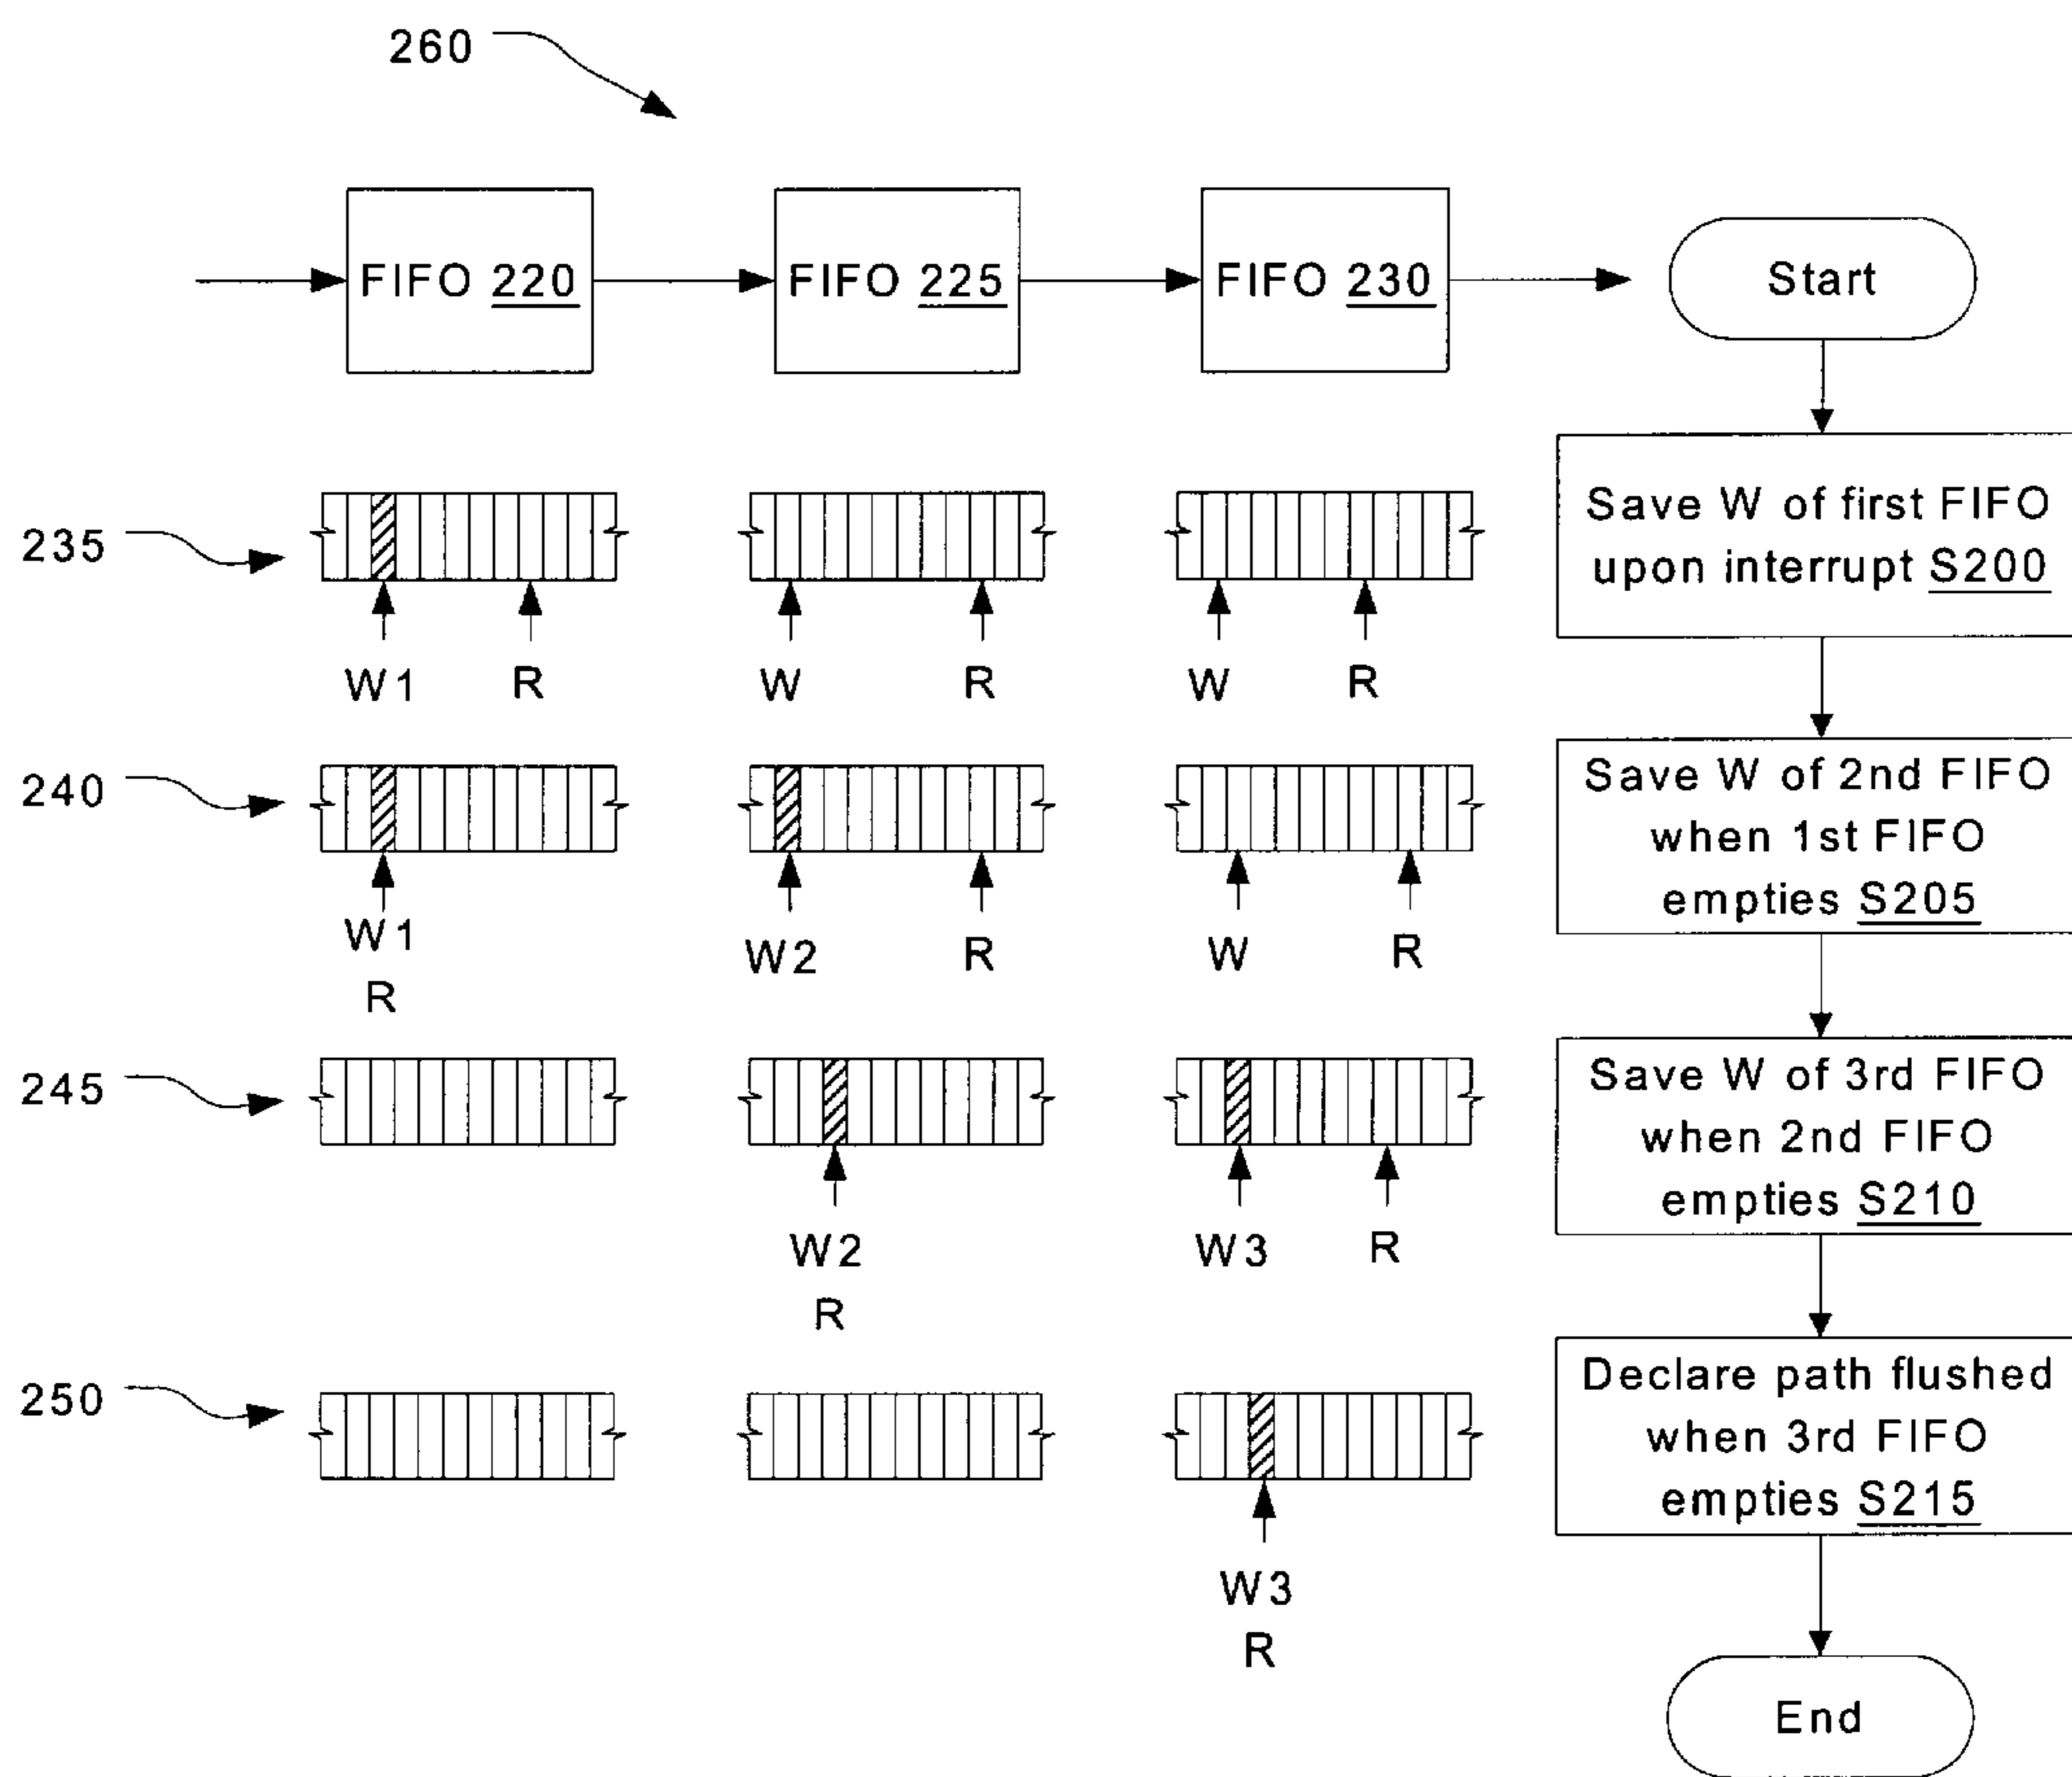 260
FIFO 220
FIFO 225
FIFO 230
Start
235
W1 R
W R
W R
Save W of first FIFO
upon interrupt S200
240
W1
R
W2 R
W R
Save W of 2nd FIFO
when 1st FIFO
empties S205
245
W2
R
W3 R
Save W of 3rd FIFO
when 2nd FIFO
empties S210
250
W3
R
Declare path flushed
when 3rd FIFO
empties S215
End